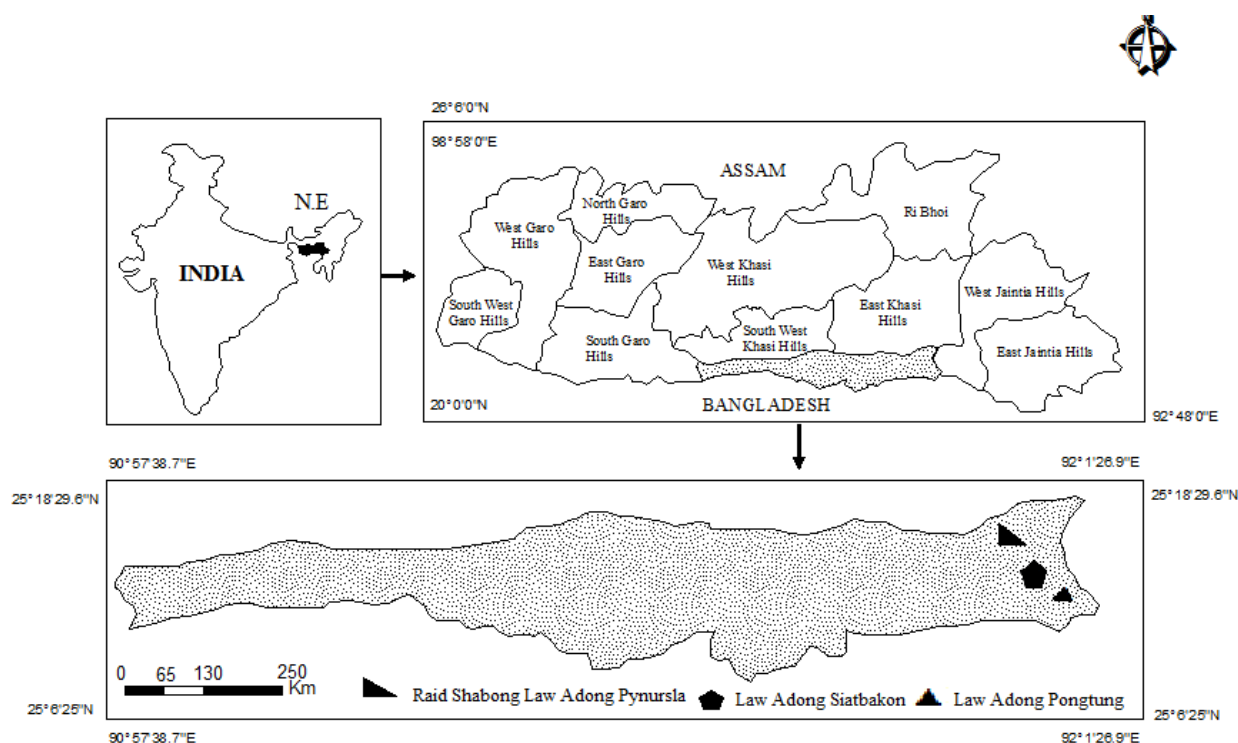 26°6'0"N
98°58'0"E
ASSAM
N.E
INDIA
North Garo
Hills
Ri Bhoi
West Garo
Hills
East Garo
Hills
West Khasi
Hills
West Jaintia Hills
South West
Garo Hills
East Khasi
Hills
South Garo
Hills
South West
Khasi Hills
East Jaintia Hills
20°0'0"N
BANGLADESH
92°48'0"E
90°57'38.7"E
92°1'26.9"E
25°18'29.6"N
25°18'29.6"N
0 65 130 250
Km
Raid Shabong Law Adong Pynursla
Law Adong Siatbakon
Law Adong Pongtung
25°6'25"N
25°6'25"N
90°57'38.7"E
92°1'26.9"E